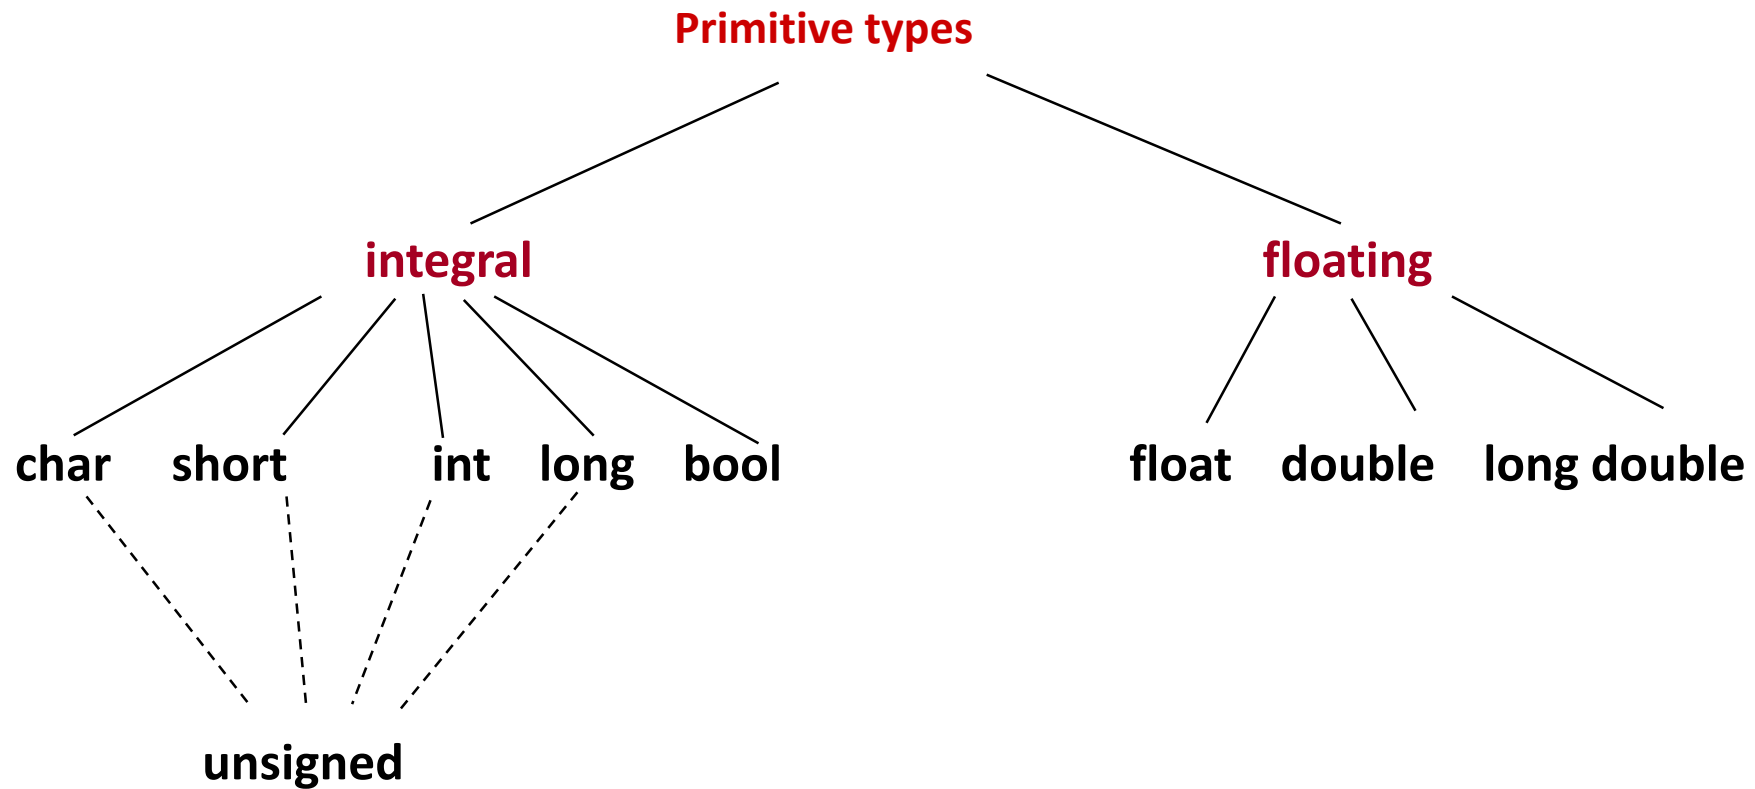 Primitive types
integral floating
char short int long bool float double long double
unsigned